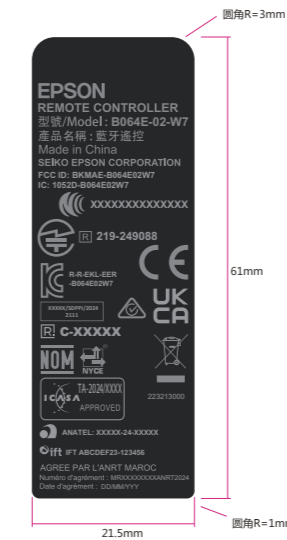 圆角R=3mm
EPSON
REMOTE CONTROLLER
型號/Model : B064E-02-W7
產品名稱 : 藍牙遙控
Made in China
SEIKO EPSON CORPORATION
FCC ID: BKMAE-B064E02W7
IC: 1052D-B064E02W7
XXXXXXXXXXXXXX
R 219-249088
CE
R-R-EKL-EER
-B064E02W7
61mm
XXXXX/SDPPI/2024
2111
UK
CA
R C-XXXXX
NOM
NYCE
TA-2024/XXXX
ICASA
APPROVED
223213000
ANATEL: XXXXX-24-XXXXX
ift IFT ABCDEF23-123456
AGREE PAR L'ANRT MAROC
Numéro d'agrément : MRXXXXXXXXANRT2024
Date d'agrément : DD/MM/YYY
圆角R=1mm
21.5mm